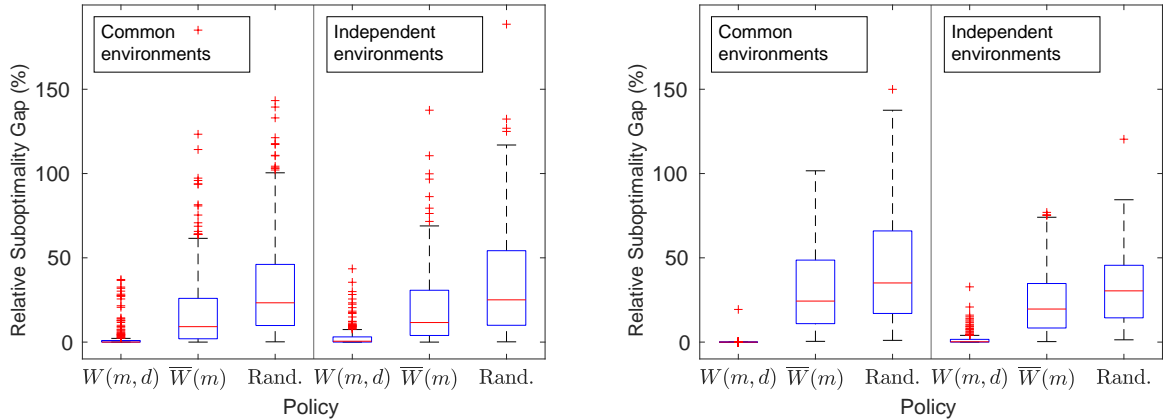 Common
environments
Independent
environments
Relative Suboptimality Gap (%)
150
100
50
0
W(m, d)
W̅(m)
Rand.
W(m, d)
W̅(m)
Rand.
Policy
Common
environments
Independent
environments
Relative Suboptimality Gap (%)
150
100
50
0
W(m, d)
W̅(m)
Rand.
W(m, d)
W̅(m)
Rand.
Policy